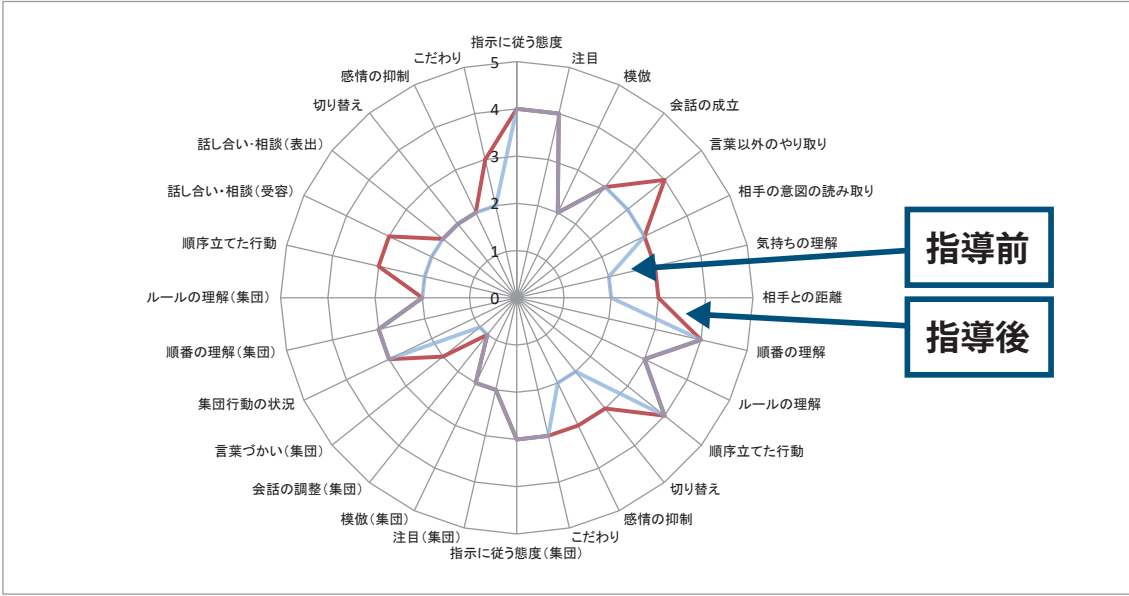 指示に従う態度
注目
模倣
会話の成立
言葉以外のやり取り
相手の意図の読み取り
気持ちの理解
相手との距離
順番の理解
ルールの理解
順序立てた行動
切り替え
感情の抑制
こだわり
指示に従う態度(集団)
注目(集団)
模倣(集団)
会話の調整(集団)
言葉づかい(集団)
集団行動の状況
順番の理解(集団)
ルールの理解(集団)
順序立てた行動
話し合い・相談(受容)
話し合い・相談(表出)
切り替え
感情の抑制
こだわり
5
4
3
2
1
0
指導前
指導後